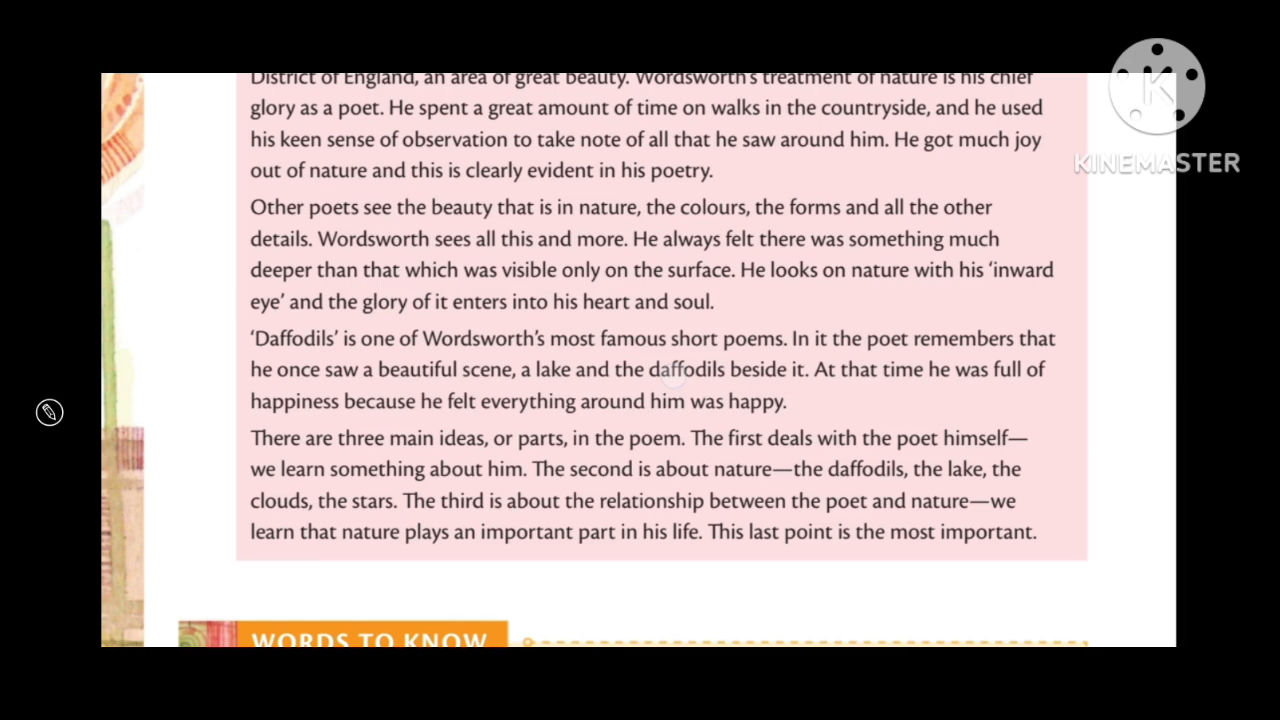 District of England, an area of great beauty. Wordsworth's treatment of nature is his chief
glory as a poet. He spent a great amount of time on walks in the countryside, and he used
his keen sense of observation to take note of all that he saw around him. He got much joy
out of nature and this is clearly evident in his poetry.
Other poets see the beauty that is in nature, the colours, the forms and all the other
details. Wordsworth sees all this and more. He always felt there was something much
deeper than that which was visible only on the surface. He looks on nature with his ‘inward
eye’ and the glory of it enters into his heart and soul.
‘Daffodils’ is one of Wordsworth's most famous short poems. In it the poet remembers that
he once saw a beautiful scene, a lake and the daffodils beside it. At that time he was full of
happiness because he felt everything around him was happy.
There are three main ideas, or parts, in the poem. The first deals with the poet himself—
we learn something about him. The second is about nature—the daffodils, the lake, the
clouds, the stars. The third is about the relationship between the poet and nature—we
learn that nature plays an important part in his life. This last point is the most important.
WORDS TO KNOW
K
KINEMASTER